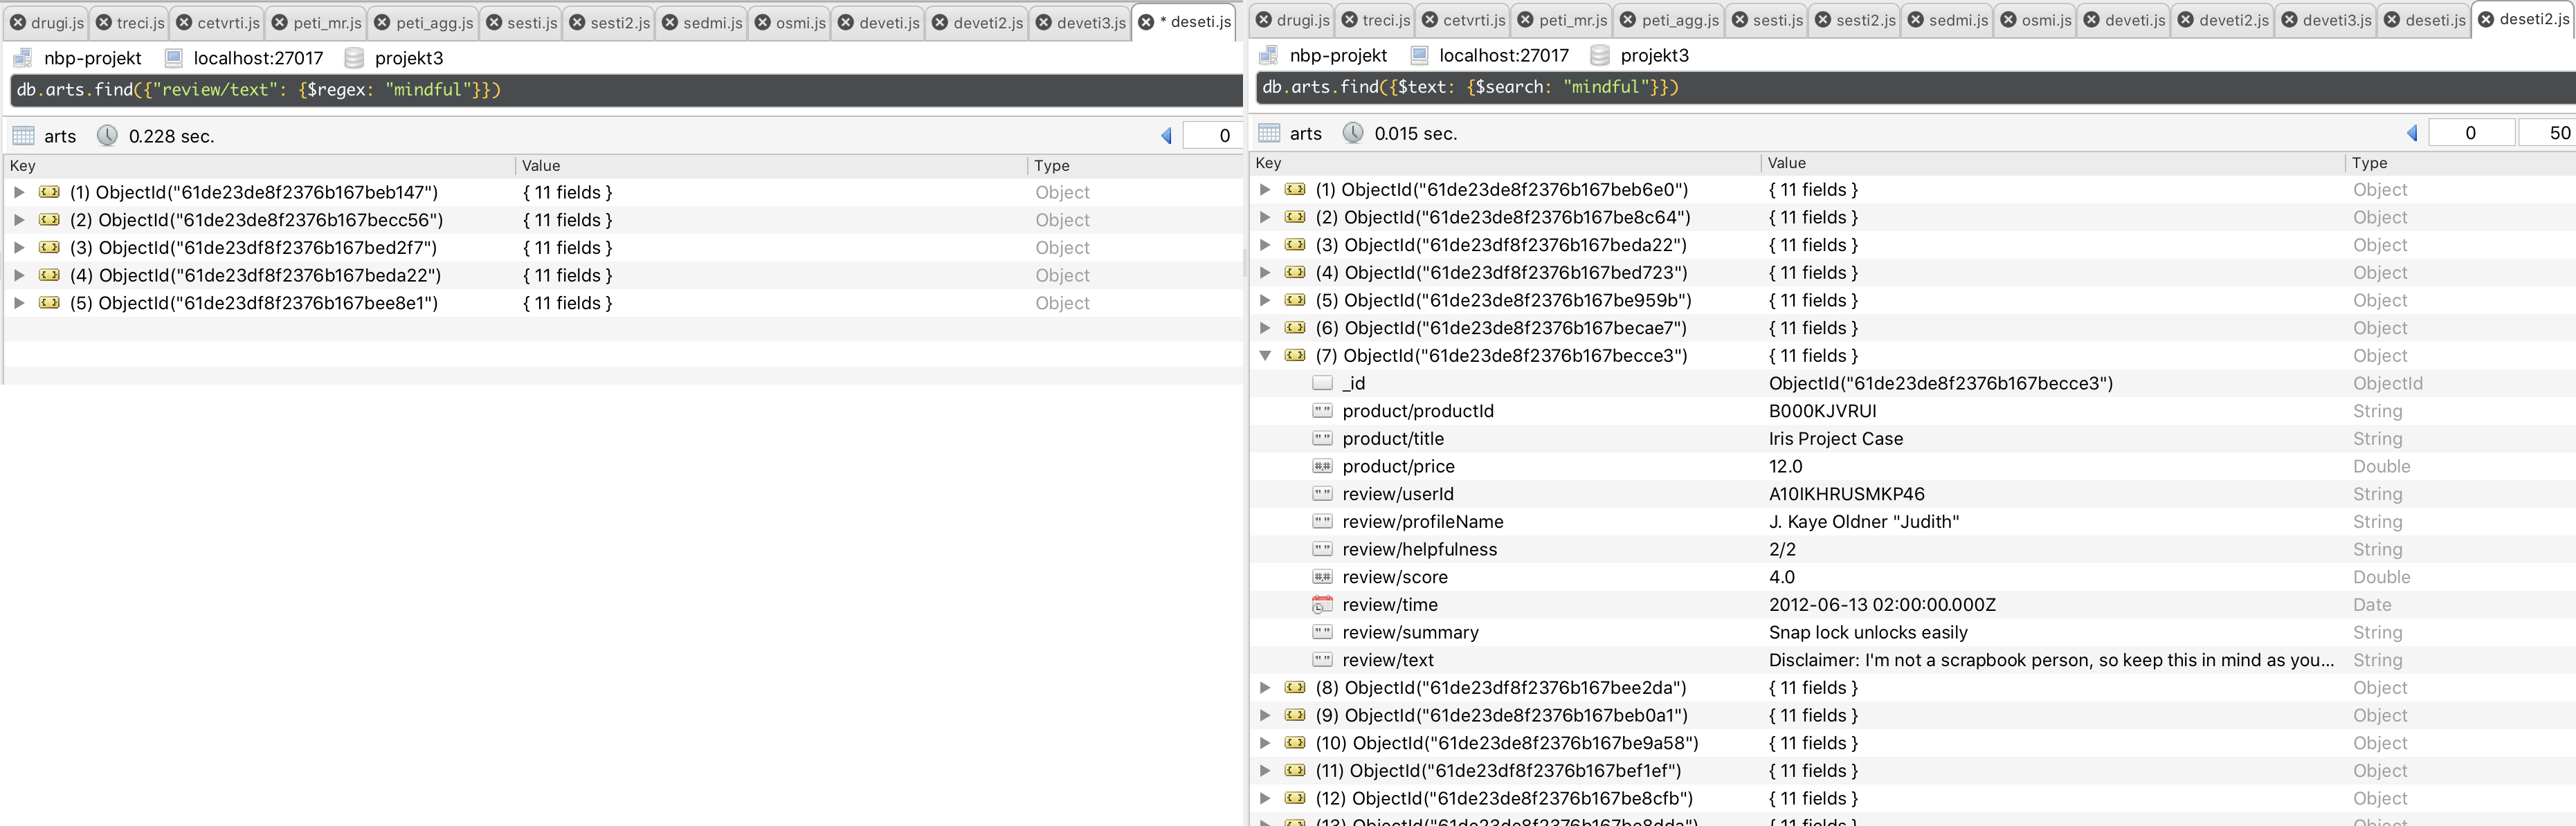 drugi.js treci.js cetvrti.js peti_mr.js peti_agg.js sesti.js sesti2.js sedmi.js osmi.js deveti.js deveti2.js deveti3.js * deseti.js
nbp-projekt localhost:27017 projekt3
db.arts.find({"review/text": {$regex: "mindful"}})
arts 0.228 sec. 0
Key Value Type
(1) ObjectId("61de23de8f2376b167beb147") { 11 fields } Object
(2) ObjectId("61de23de8f2376b167becc56") { 11 fields } Object
(3) ObjectId("61de23df8f2376b167bed2f7") { 11 fields } Object
(4) ObjectId("61de23df8f2376b167beda22") { 11 fields } Object
(5) ObjectId("61de23df8f2376b167bee8e1") { 11 fields } Object
drugi.js treci.js cetvrti.js peti_mr.js peti_agg.js sesti.js sesti2.js sedmi.js osmi.js deveti.js deveti2.js deveti3.js deseti.js deseti2.js
nbp-projekt localhost:27017 projekt3
db.arts.find({$text: {$search: "mindful"}})
arts 0.015 sec. 0 50
Key Value Type
(1) ObjectId("61de23de8f2376b167beb6e0") { 11 fields } Object
(2) ObjectId("61de23de8f2376b167be8c64") { 11 fields } Object
(3) ObjectId("61de23df8f2376b167beda22") { 11 fields } Object
(4) ObjectId("61de23df8f2376b167bed723") { 11 fields } Object
(5) ObjectId("61de23de8f2376b167be959b") { 11 fields } Object
(6) ObjectId("61de23de8f2376b167becae7") { 11 fields } Object
(7) ObjectId("61de23de8f2376b167becce3") { 11 fields } Object
_id ObjectId("61de23de8f2376b167becce3") ObjectId
product/productId B000KJVRUI String
product/title Iris Project Case String
product/price 12.0 Double
review/userId A10IKHRUSMKP46 String
review/profileName J. Kaye Oldner "Judith" String
review/helpfulness 2/2 String
review/score 4.0 Double
review/time 2012-06-13 02:00:00.000Z Date
review/summary Snap lock unlocks easily String
review/text Disclaimer: I'm not a scrapbook person, so keep this in mind as you... String
(8) ObjectId("61de23df8f2376b167bee2da") { 11 fields } Object
(9) ObjectId("61de23de8f2376b167beb0a1") { 11 fields } Object
(10) ObjectId("61de23de8f2376b167be9a58") { 11 fields } Object
(11) ObjectId("61de23df8f2376b167bef1ef") { 11 fields } Object
(12) ObjectId("61de23de8f2376b167be8cfb") { 11 fields } Object
(13) ObjectId("61de23de8f2376b167be8dda") { 11 fields } Object